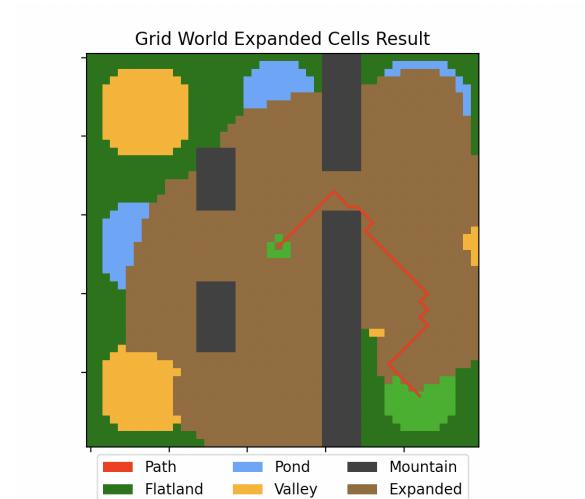 Grid World Expanded Cells Result
Path Pond Mountain
Flatland Valley Expanded